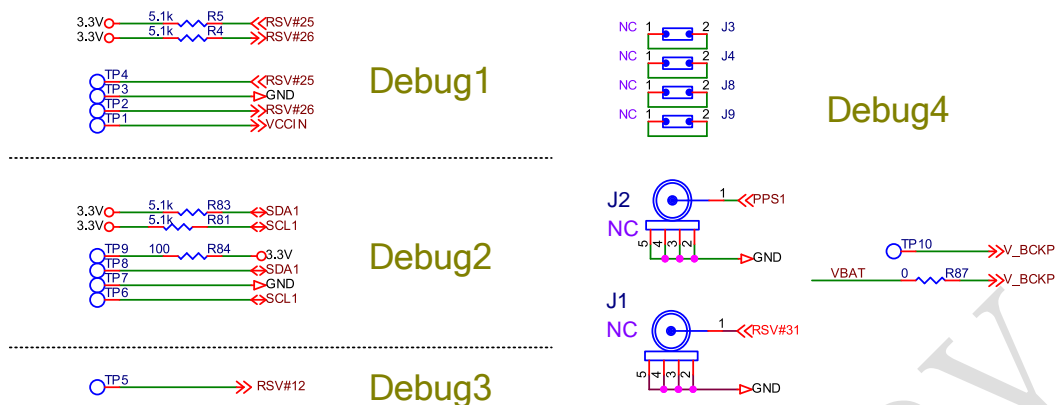 3.3V 5.1k R5 RSV#25
3.3V 5.1k R4 RSV#26
TP4 RSV#25
TP3 GND
TP2 RSV#26
TP1 VCCIN
Debug1
3.3V 5.1k R83 SDA1
3.3V 5.1k R81 SCL1
TP9 100 R84 3.3V
TP8 SDA1
TP7 GND
TP6 SCL1
Debug2
TP5 RSV#12
Debug3
NC 1 2 J3
NC 1 2 J4
NC 1 2 J8
NC 1 2 J9
Debug4
J2
NC
1 PPS1
5 4 3 2
GND
J1
NC
1 RSV#31
5 4 3 2
GND
TP10 V_BCKP
VBAT 0 R87 V_BCKP